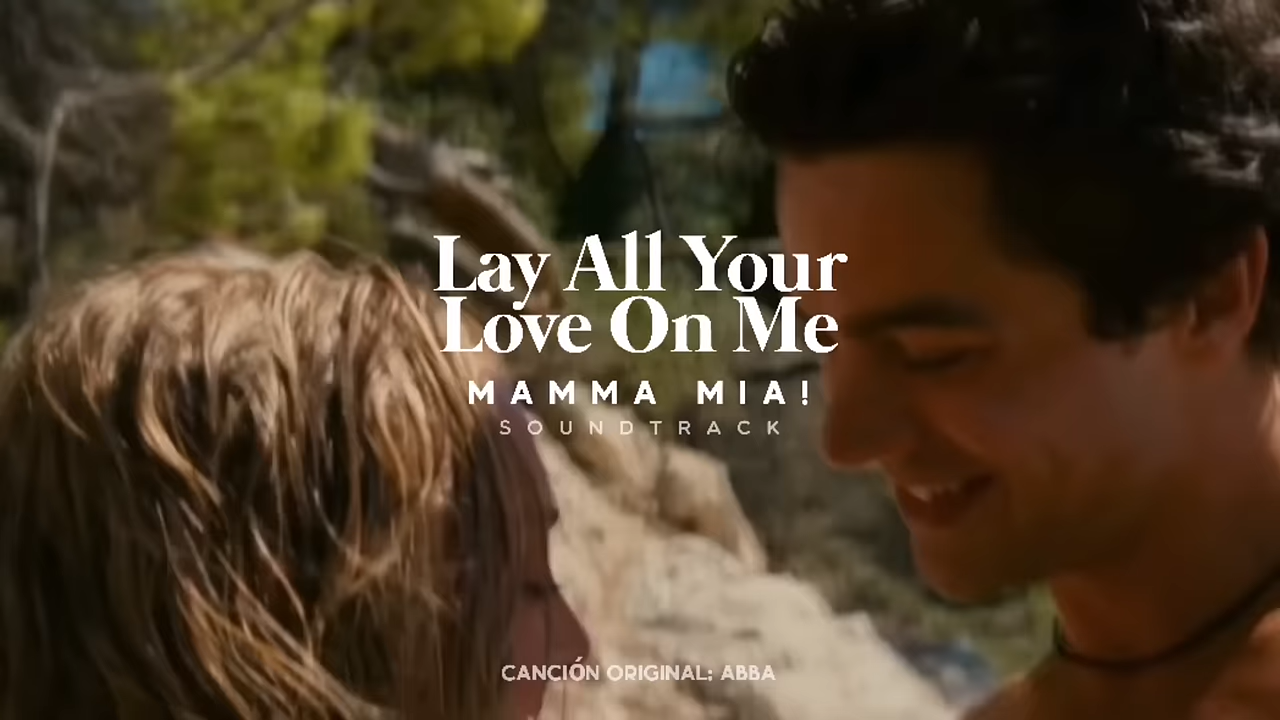 Lay All Your
Love On Me
MAMMA MIA!
SOUNDTRACK
CANCIÓN ORIGINAL: ABBA